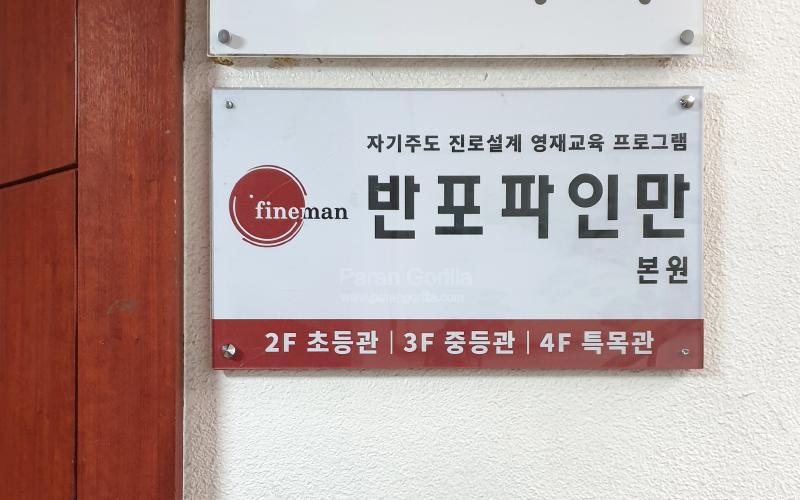 자기주도 진로설계 영재교육 프로그램
fineman
반포파인만
본원
Paran Gorilla
www.parangorilla.com
2F 초등관 | 3F 중등관 | 4F 특목관